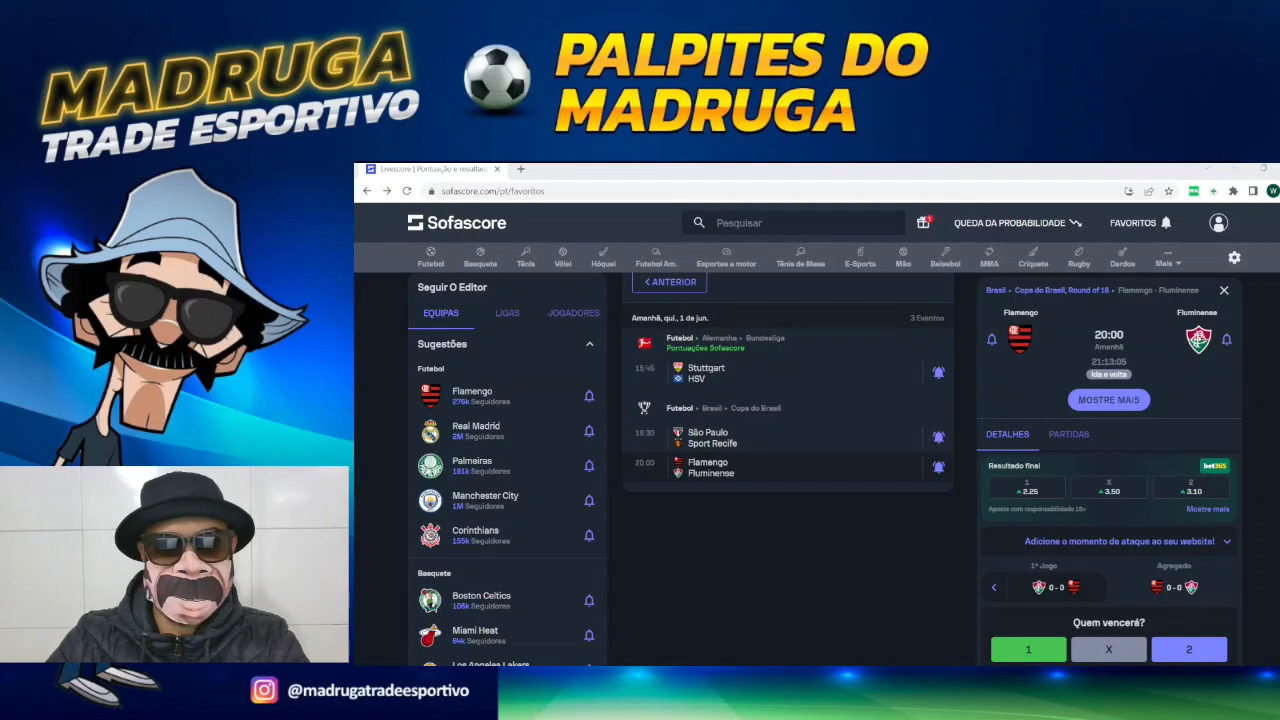 MADRUGA
TRADE ESPORTIVO
PALPITES DO
MADRUGA
Livescore | Pontuação e resultado
sofascore.com/pt/favoritos
W
Sofascore
Pesquisar
1
QUEDA DA PROBABILIDADE
FAVORITOS
Futebol Basquete Tênis Vôlei Hóquei Futebol Am. Esportes a motor Tênis de Mesa E-Sports Mão Beisebol MMA Críquete Rugby Dardos Mais
Seguir O Editor
EQUIPAS LIGAS JOGADORES
Sugestões
Futebol
Flamengo
276k Seguidores
Real Madrid
2M Seguidores
Palmeiras
191k Seguidores
Manchester City
1M Seguidores
Corinthians
155k Seguidores
Basquete
Boston Celtics
106k Seguidores
Miami Heat
64k Seguidores
Los Angeles Lakers
< ANTERIOR
Amanhã, qui., 1 de jun. 3 Eventos
Futebol Alemanha Bundesliga
Pontuações Sofascore
15:45 Stuttgart
HSV
Futebol Brasil Copa do Brasil
19:30 São Paulo
Sport Recife
20:00 Flamengo
Fluminense
Brasil Copa do Brasil, Round of 16 Flamengo - Fluminense
Flamengo Fluminense
20:00
Amanhã
21:13:05
Ida e volta
MOSTRE MAIS
DETALHES PARTIDAS
Resultado final bet365
1 X 2
2.25 3.50 3.10
Aposte com responsabilidade 18+ Mostre mais
Adicione o momento de ataque ao seu website!
1º Jogo Agregado
0 - 0 0 - 0
Quem vencerá?
1 X 2
@madrugatradeesportivo